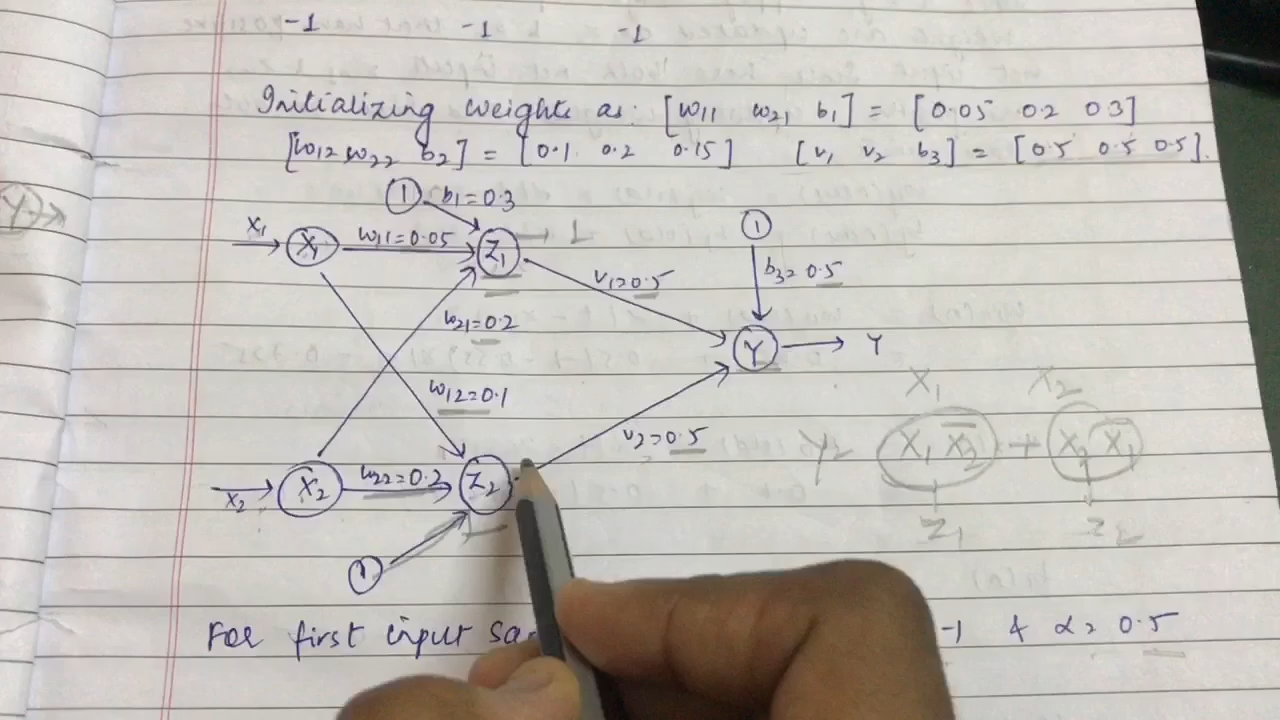 -1 -1 -1
Initializing weights as: [w11 w21 b1] = [0.05 0.2 0.3]
[w12 w22 b2] = [0.1 0.2 0.15] [v1 v2 b3] = [0.5 0.5 0.5].
1 b1=0.3
X1 X1 w11=0.05 Z1 1
1
v1=0.5 b3=0.5
w21=0.2
Y Y
w12=0.1 X1 X2
v2=0.5 Y= X1 X̅2 + X2 X̅1
X2 X2 w22=0.2 Z2
Z1 Z2
1
For first input -1 & α= 0.5